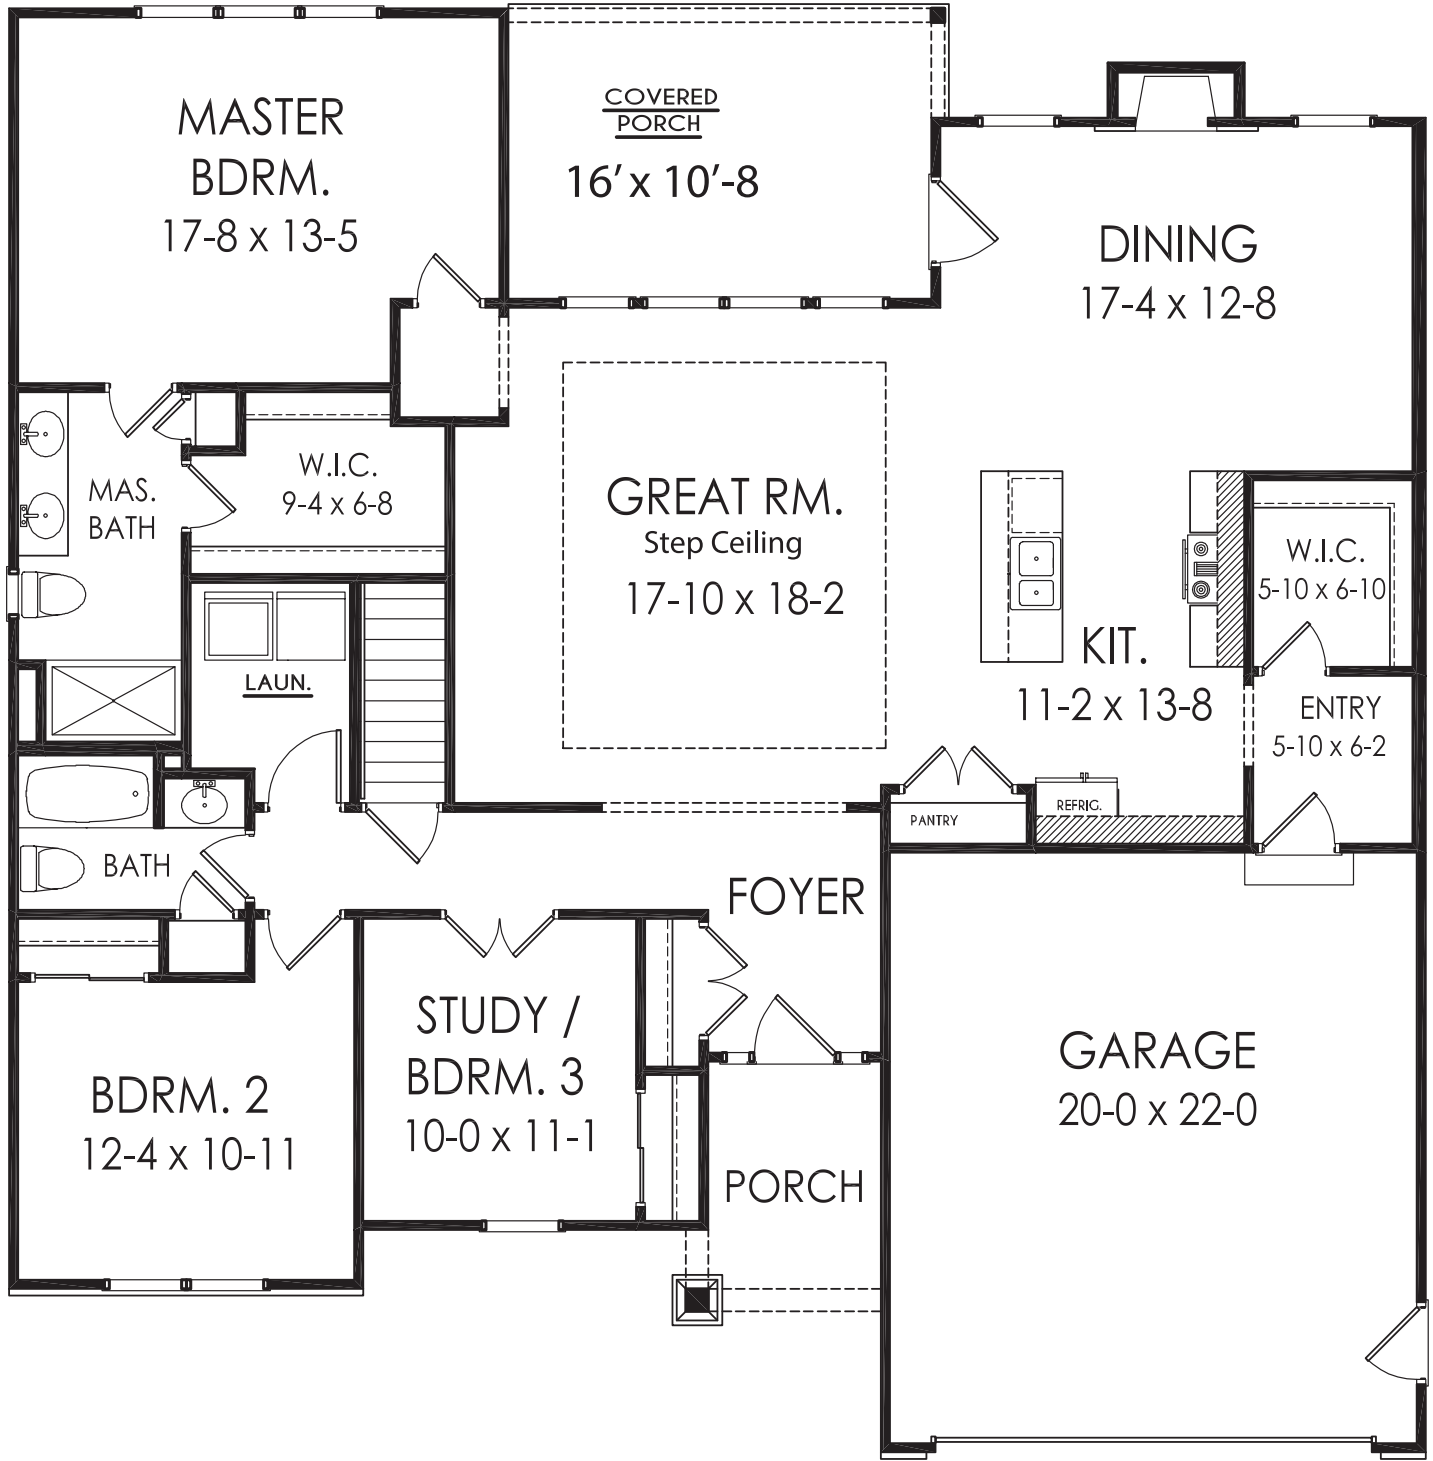 MASTER
BDRM.
17-8 x 13-5
COVERED
PORCH
16' x 10'-8
DINING
17-4 x 12-8
W.I.C.
9-4 x 6-8
MAS.
BATH
GREAT RM.
Step Ceiling
17-10 x 18-2
W.I.C.
5-10 x 6-10
KIT.
11-2 x 13-8
LAUN.
ENTRY
5-10 x 6-2
REFRIG.
PANTRY
BATH
FOYER
STUDY /
BDRM. 3
10-0 x 11-1
BDRM. 2
12-4 x 10-11
GARAGE
20-0 x 22-0
PORCH